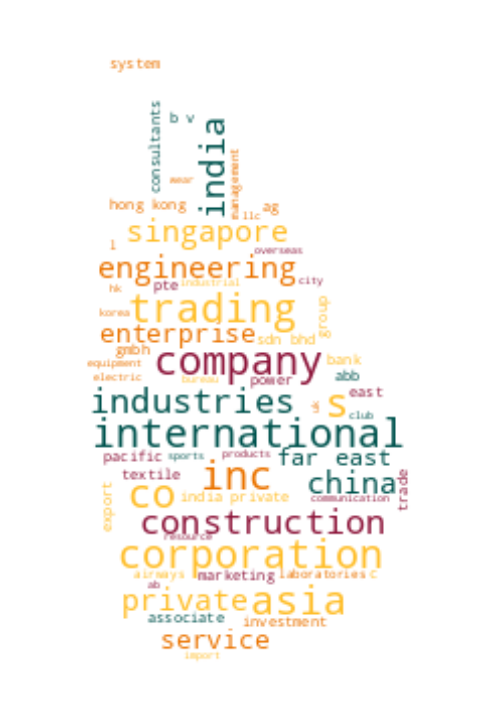 system
consultants
b v
india
management
wear
hong kong
llc
ag
singapore
l
overseas
engineering
hk
pte
industrial
city
korea
trading
group
enterprise
sdn bhd
gmbh
company
bank
equipment
electric
bureau
power
abb
east
industries
s
club
international
pacific
sports
products
far east
textile
inc
china
trade
export
co
india private
communication
construction
resource
corporation
airways
marketing
laboratories
c
ab
private
asia
associate
investment
service
import